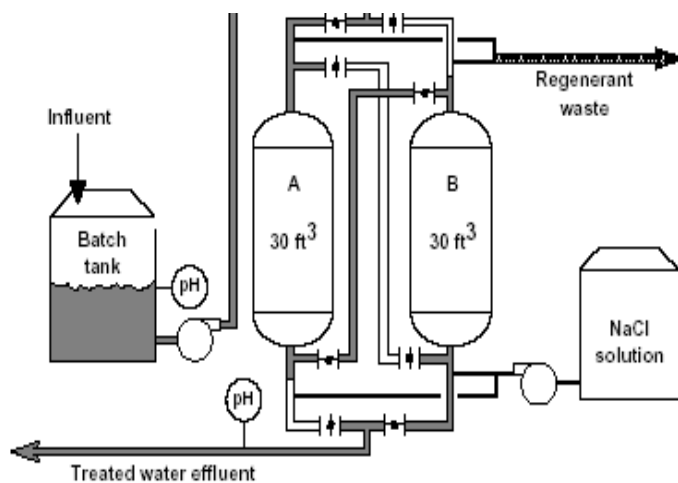 Regenerant
waste
Influent
A
30 ft³
B
30 ft³
Batch
tank
pH
NaCl
solution
pH
Treated water effluent